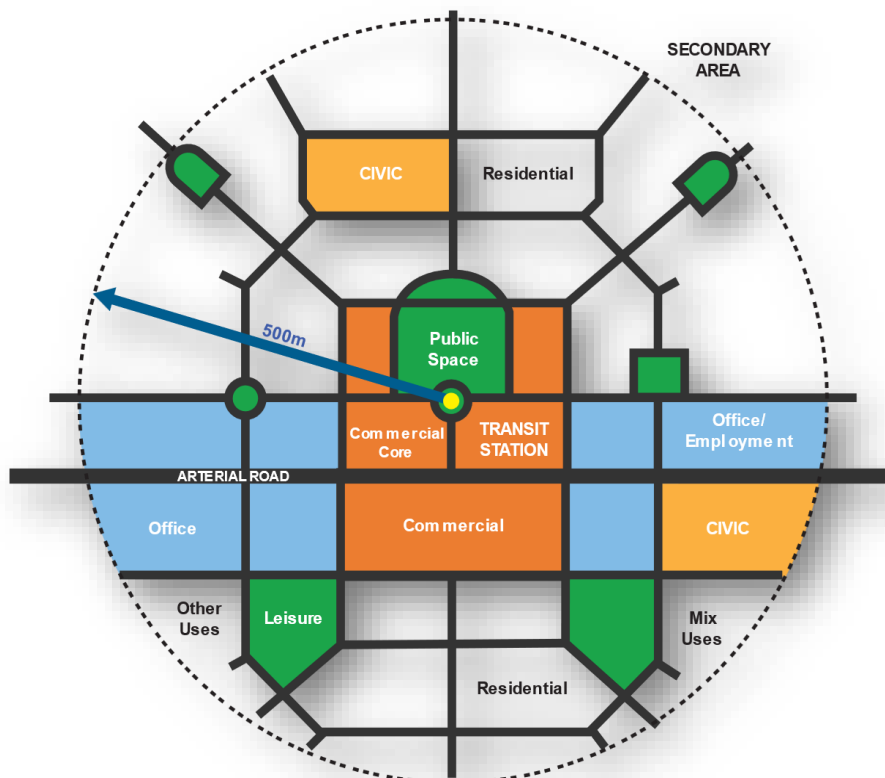 SECONDARY
AREA
CIVIC
Residential
500m
Public
Space
Commercial
Core
TRANSIT
STATION
Office/
Employment
ARTERIAL ROAD
Office
Commercial
CIVIC
Other
Uses
Leisure
Mix
Uses
Residential